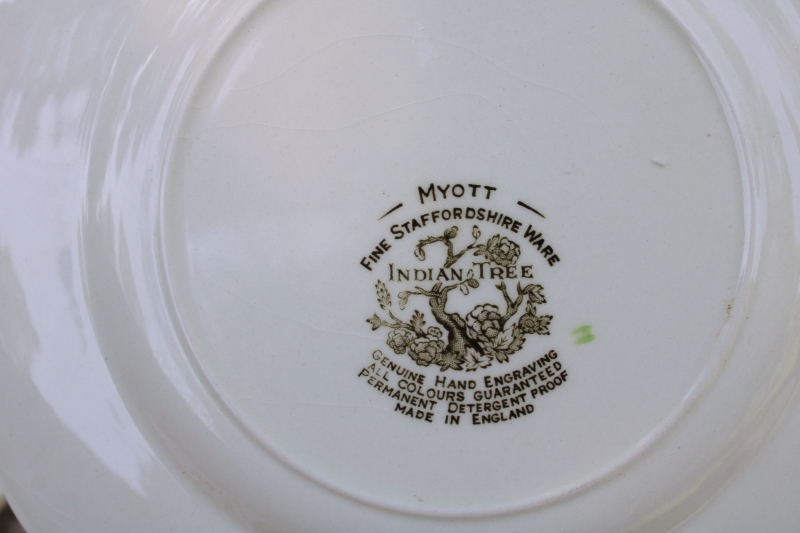 MYOTT
FINE STAFFORDSHIRE WARE
INDIAN TREE
GENUINE HAND ENGRAVING
ALL COLOURS GUARANTEED
PERMANENT DETERGENT PROOF
MADE IN ENGLAND